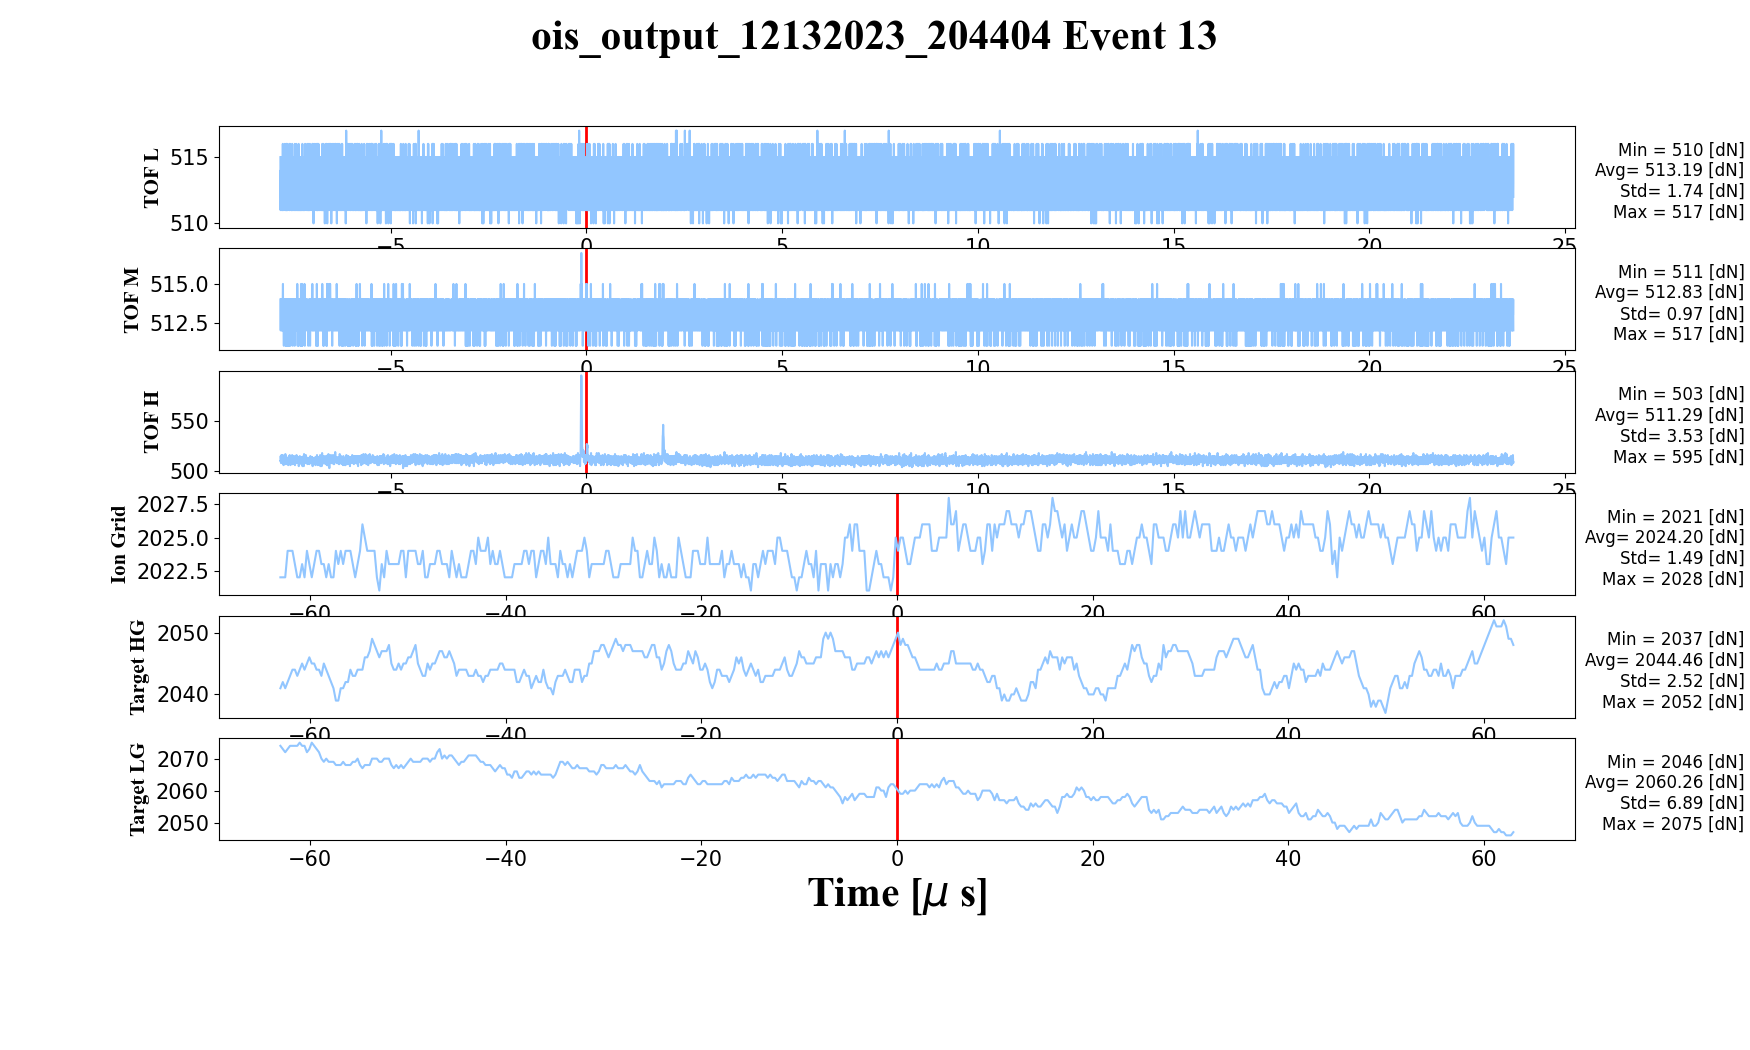 ois_output_12132023_204404 Event 13
TOF L
515
510
−5
0
5
10
15
20
25
Min = 510 [dN]
Avg= 513.19 [dN]
Std= 1.74 [dN]
Max = 517 [dN]
TOF M
515.0
512.5
−5
0
5
10
15
20
25
Min = 511 [dN]
Avg= 512.83 [dN]
Std= 0.97 [dN]
Max = 517 [dN]
TOF H
550
500
−5
0
5
10
15
20
25
Min = 503 [dN]
Avg= 511.29 [dN]
Std= 3.53 [dN]
Max = 595 [dN]
Ion Grid
2027.5
2025.0
2022.5
−60
−40
−20
0
20
40
60
Min = 2021 [dN]
Avg= 2024.20 [dN]
Std= 1.49 [dN]
Max = 2028 [dN]
Target HG
2050
2040
−60
−40
−20
0
20
40
60
Min = 2037 [dN]
Avg= 2044.46 [dN]
Std= 2.52 [dN]
Max = 2052 [dN]
Target LG
2070
2060
2050
−60
−40
−20
0
20
40
60
Min = 2046 [dN]
Avg= 2060.26 [dN]
Std= 6.89 [dN]
Max = 2075 [dN]
Time [μ s]